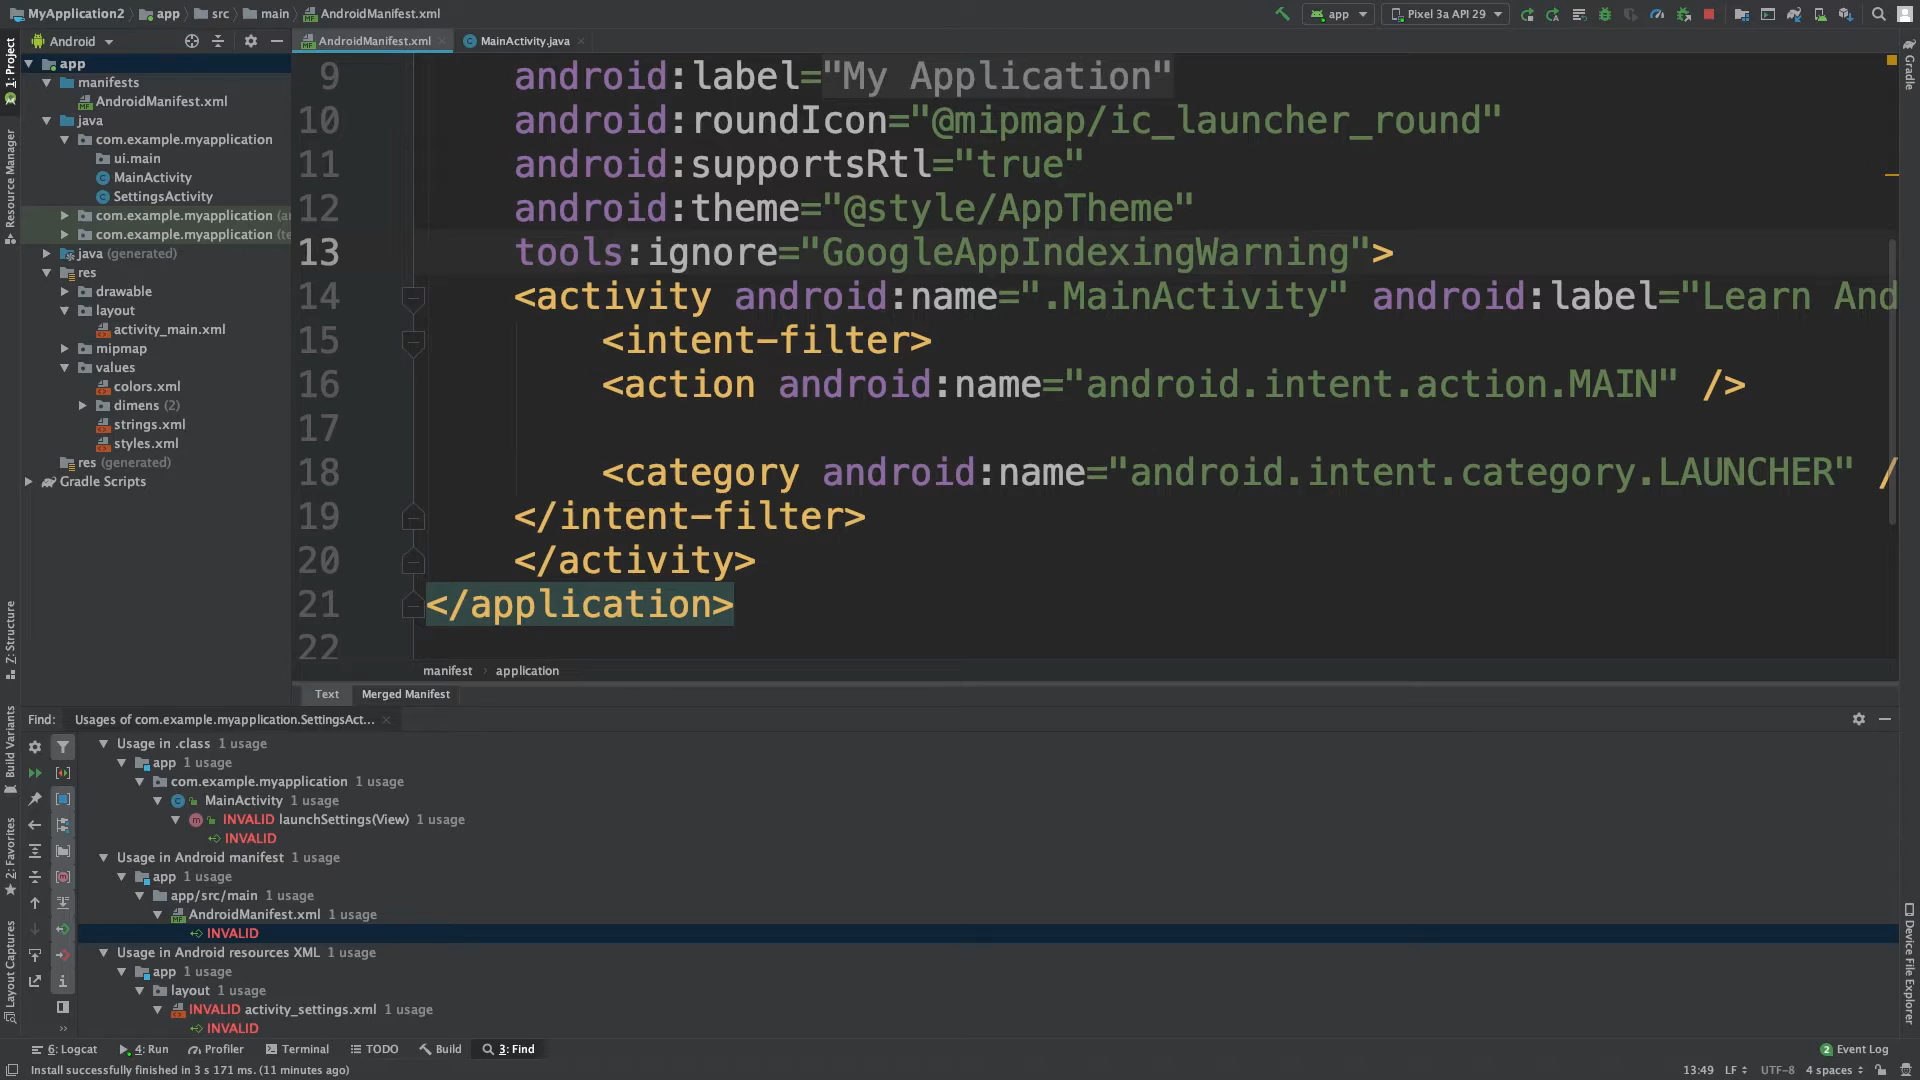 MyApplication2 app src main AndroidManifest.xml
app Pixel 3a API 29
Android
AndroidManifest.xml MainActivity.java
1: Project
Resource Manager
Z: Structure
Build Variants
2: Favorites
Layout Captures
app
manifests
AndroidManifest.xml
java
com.example.myapplication
ui.main
MainActivity
SettingsActivity
com.example.myapplication
com.example.myapplication
java (generated)
res
drawable
layout
activity_main.xml
mipmap
values
colors.xml
dimens (2)
strings.xml
styles.xml
res (generated)
Gradle Scripts
9 android:label="My Application"
10 android:roundIcon="@mipmap/ic_launcher_round"
11 android:supportsRtl="true"
12 android:theme="@style/AppTheme"
13 tools:ignore="GoogleAppIndexingWarning">
14 <activity android:name=".MainActivity" android:label="Learn And
15 <intent-filter>
16 <action android:name="android.intent.action.MAIN" />
17
18 <category android:name="android.intent.category.LAUNCHER" /
19 </intent-filter>
20 </activity>
21 </application>
22
manifest application
Text Merged Manifest
Gradle
Device File Explorer
Find: Usages of com.example.myapplication.SettingsAct...
Usage in .class 1 usage
app 1 usage
com.example.myapplication 1 usage
MainActivity 1 usage
INVALID launchSettings(View) 1 usage
INVALID
Usage in Android manifest 1 usage
app 1 usage
app/src/main 1 usage
AndroidManifest.xml 1 usage
INVALID
Usage in Android resources XML 1 usage
app 1 usage
layout 1 usage
INVALID activity_settings.xml 1 usage
INVALID
6: Logcat 4: Run Profiler Terminal TODO Build 3: Find 2 Event Log
Install successfully finished in 3 s 171 ms. (11 minutes ago) 13:49 LF UTF-8 4 spaces